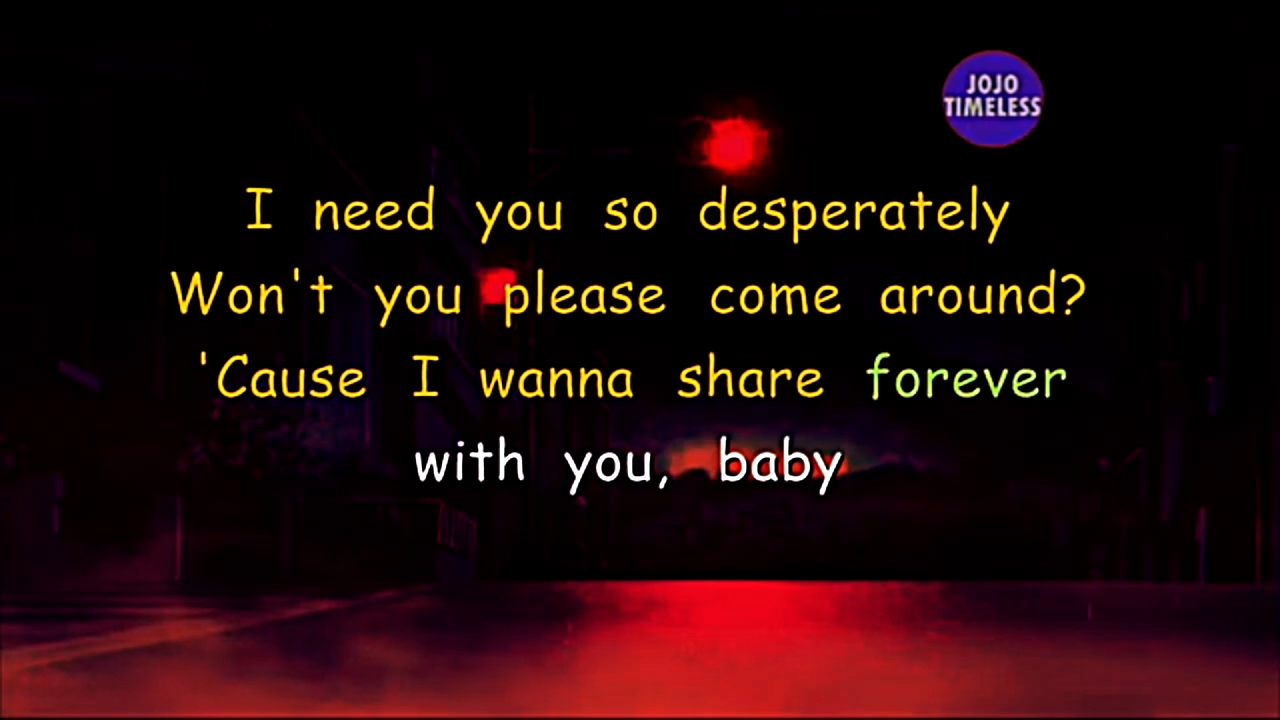 JOJO
TIMELESS
I need you so desperately
Won't you please come around?
'Cause I wanna share forever
with you, baby